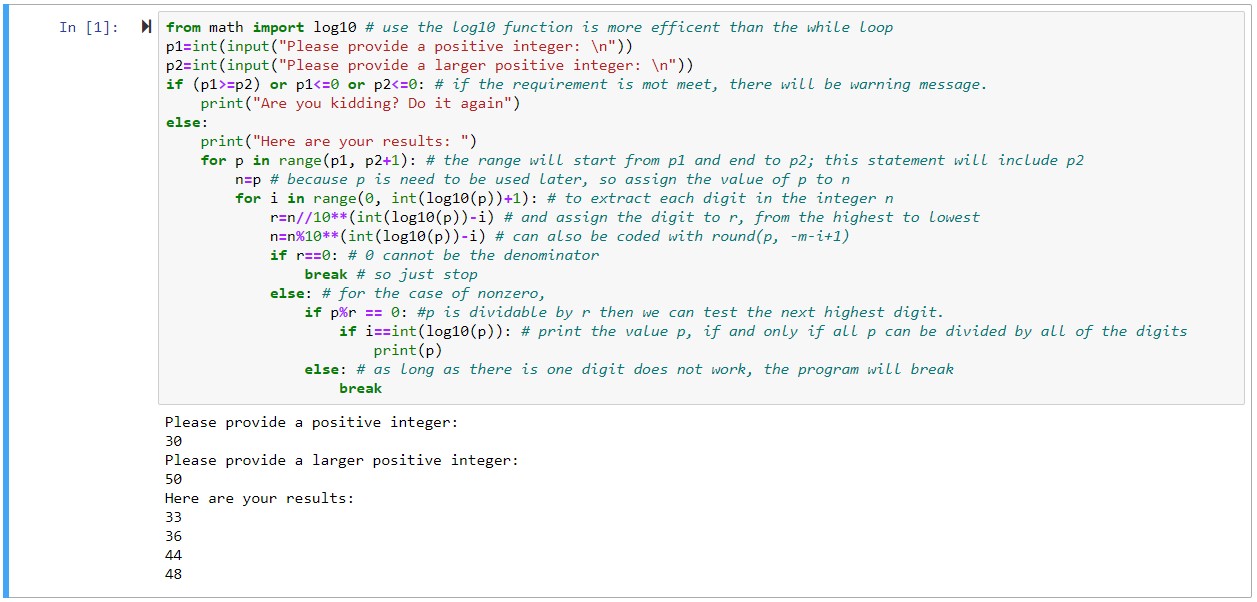 In [1]:
from math import log10 # use the log10 function is more efficent than the while loop
p1=int(input("Please provide a positive integer: \n"))
p2=int(input("Please provide a larger positive integer: \n"))
if (p1>=p2) or p1<=0 or p2<=0: # if the requirement is mot meet, there will be warning message.
    print("Are you kidding? Do it again")
else:
    print("Here are your results: ")
    for p in range(p1, p2+1): # the range will start from p1 and end to p2; this statement will include p2
        n=p # because p is need to be used later, so assign the value of p to n
        for i in range(0, int(log10(p))+1): # to extract each digit in the integer n
            r=n//10**(int(log10(p))-i) # and assign the digit to r, from the highest to lowest
            n=n%10**(int(log10(p))-i) # can also be coded with round(p, -m-i+1)
            if r==0: # 0 cannot be the denominator
                break # so just stop
            else: # for the case of nonzero,
                if p%r == 0: #p is dividable by r then we can test the next highest digit.
                    if i==int(log10(p)): # print the value p, if and only if all p can be divided by all of the digits
                        print(p)
                else: # as long as there is one digit does not work, the program will break
                    break
Please provide a positive integer:
30
Please provide a larger positive integer:
50
Here are your results:
33
36
44
48